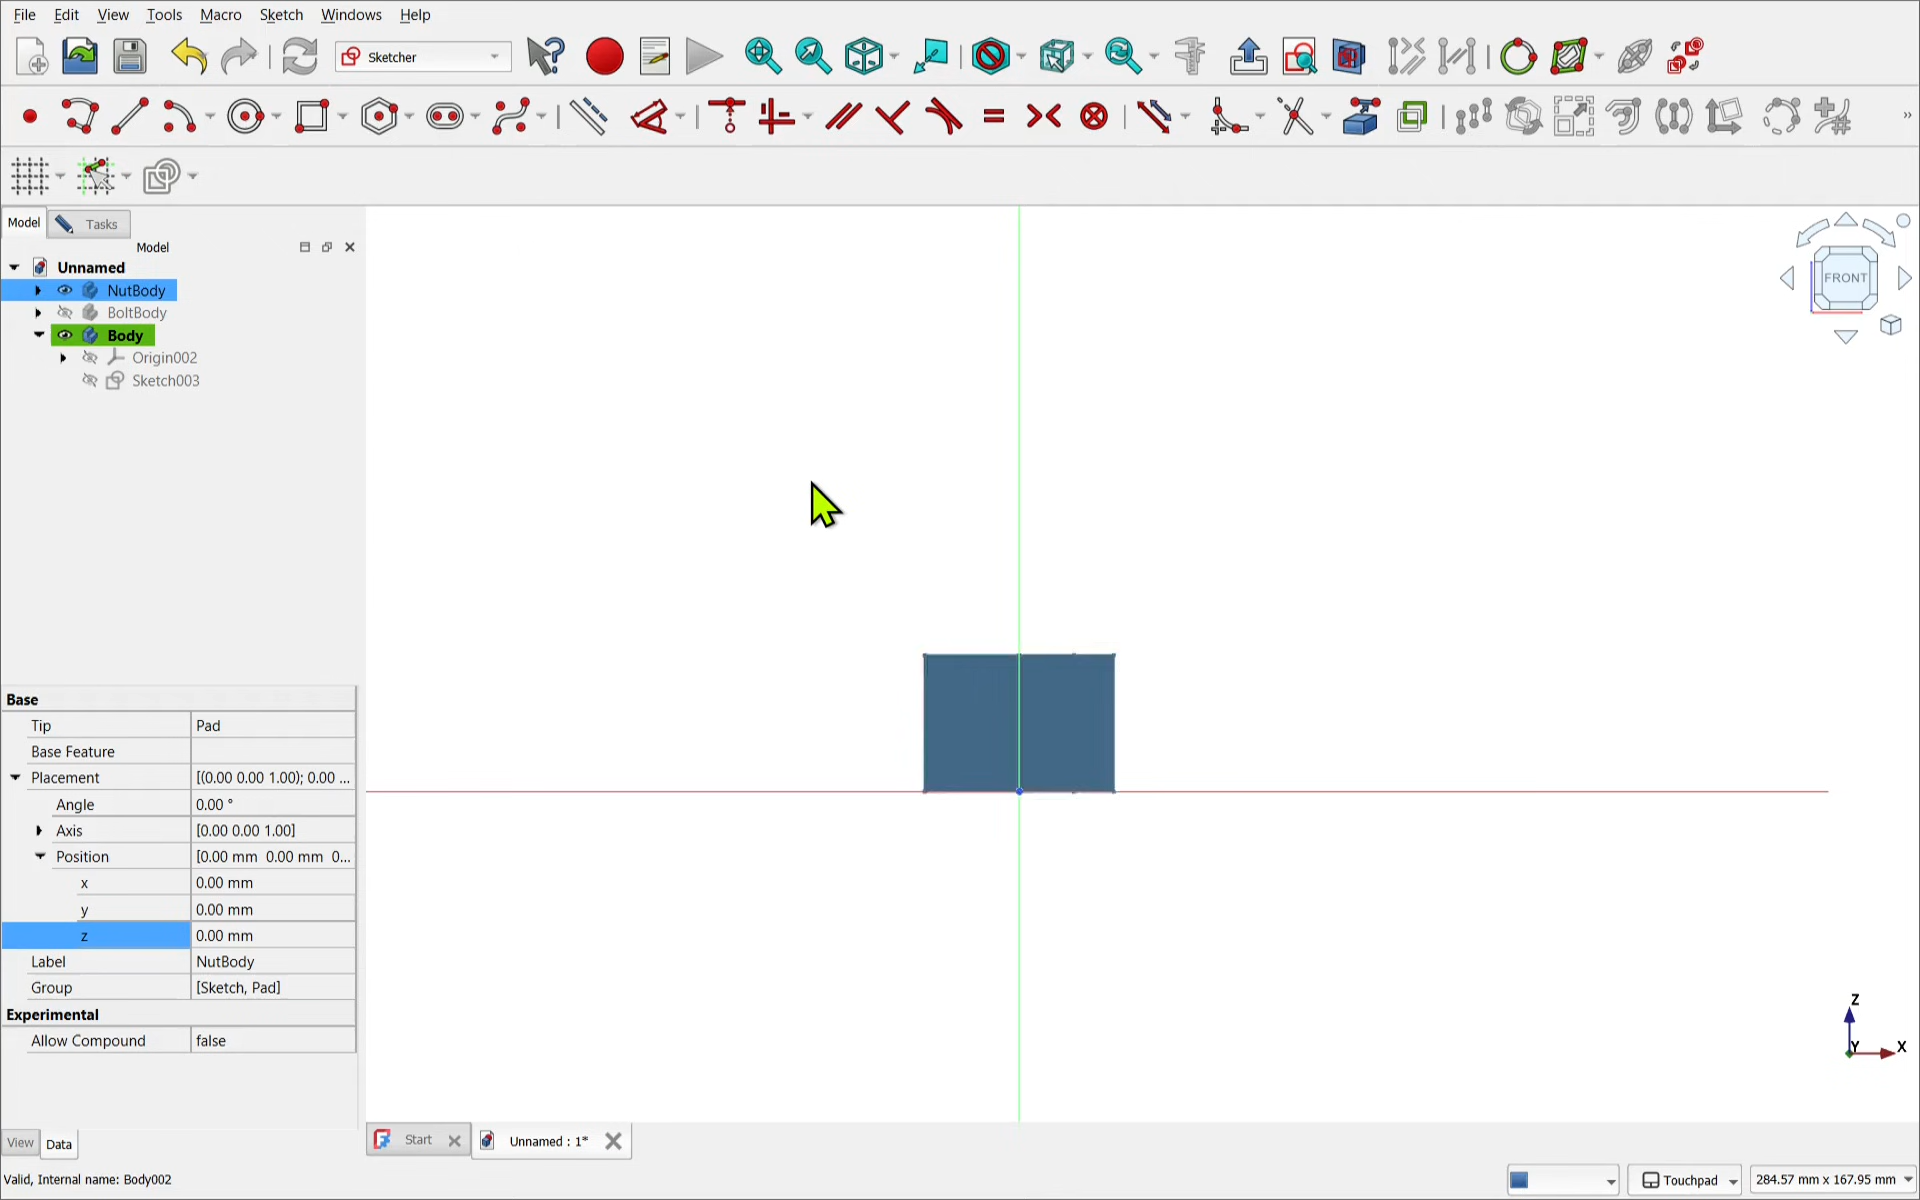 File Edit View Tools Macro Sketch Windows Help
Sketcher
Model Tasks
Model
Unnamed
NutBody
BoltBody
Body
Origin002
Sketch003
FRONT
Base
Tip Pad
Base Feature
Placement [(0.00 0.00 1.00); 0.00 ...
Angle 0.00 °
Axis [0.00 0.00 1.00]
Position [0.00 mm 0.00 mm 0...
x 0.00 mm
y 0.00 mm
z 0.00 mm
Label NutBody
Group [Sketch, Pad]
Experimental
Allow Compound false
Z
Y X
View Data
Start Unnamed : 1*
Valid, Internal name: Body002
Touchpad 284.57 mm x 167.95 mm